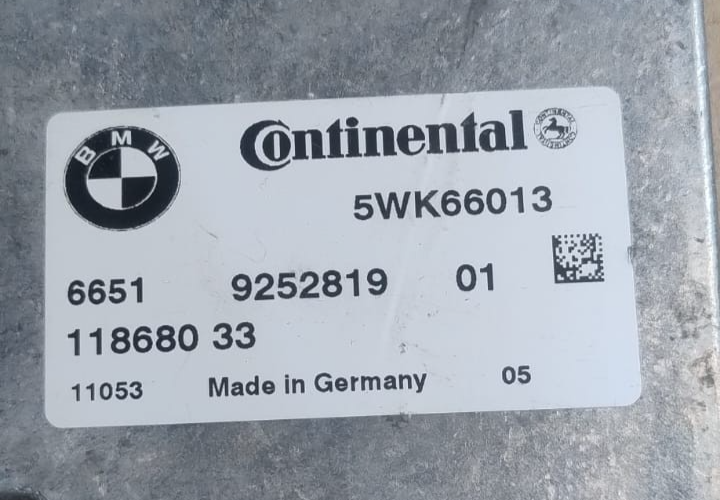 BMW
Continental
5WK66013
6651 9252819 01
118680 33
11053 Made in Germany 05